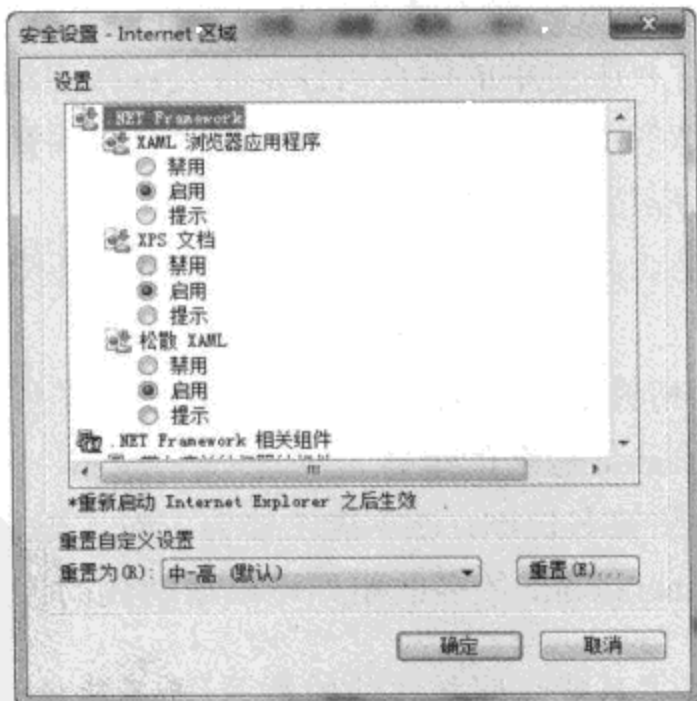 安全设置 - Internet 区域
设置
.NET Framework
XAML 浏览器应用程序
禁用
启用
提示
XPS 文档
禁用
启用
提示
松散 XAML
禁用
启用
提示
.NET Framework 相关组件
*重新启动 Internet Explorer 之后生效
重置自定义设置
重置为(R): 中-高 (默认) 重置(E)...
确定 取消